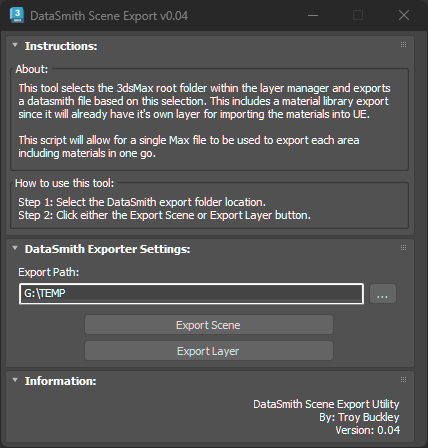 3
MAX
DataSmith Scene Export v0.04
Instructions:
About:
This tool selects the 3dsMax root folder within the layer manager and exports
a datasmith file based on this selection. This includes a material library export
since it will already have it's own layer for importing the materials into UE.
This script will allow for a single Max file to be used to export each area
including materials in one go.
How to use this tool:
Step 1: Select the DataSmith export folder location.
Step 2: Click either the Export Scene or Export Layer button.
DataSmith Exporter Settings:
Export Path:
G:\TEMP
...
Export Scene
Export Layer
Information:
DataSmith Scene Export Utility
By: Troy Buckley
Version: 0.04